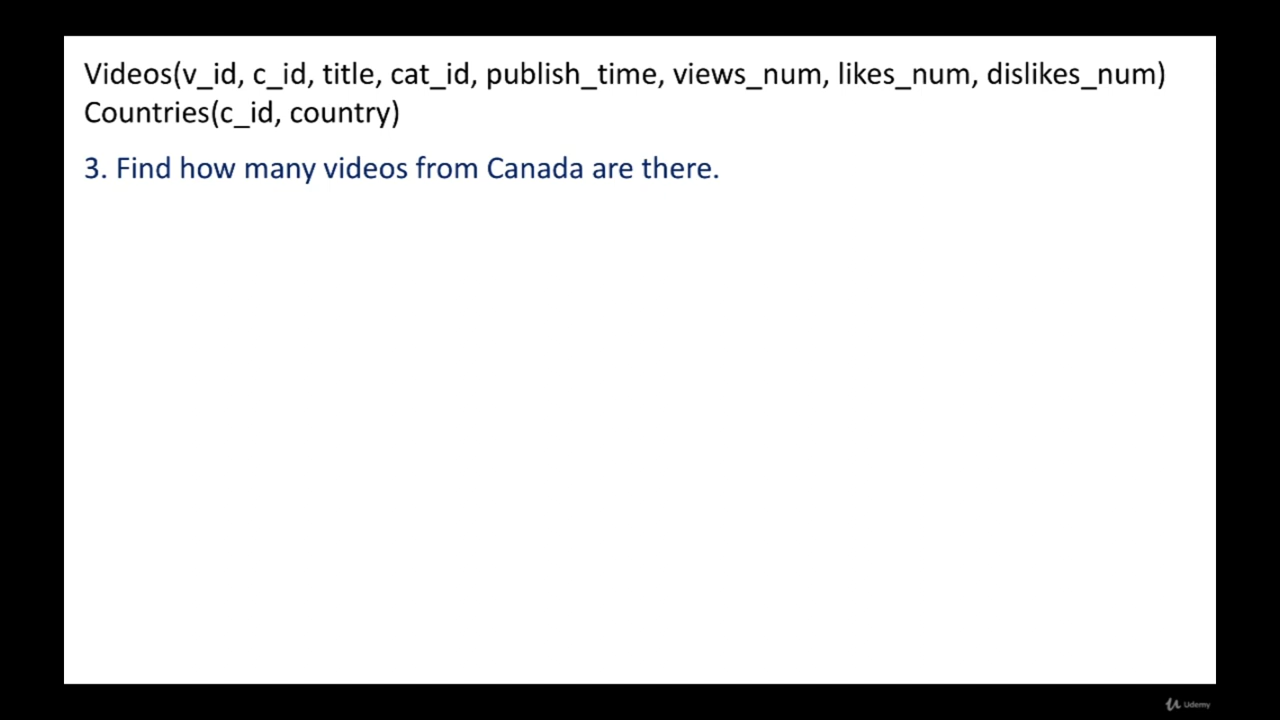 Videos(v_id, c_id, title, cat_id, publish_time, views_num, likes_num, dislikes_num)
Countries(c_id, country)
3. Find how many videos from Canada are there.
Udemy